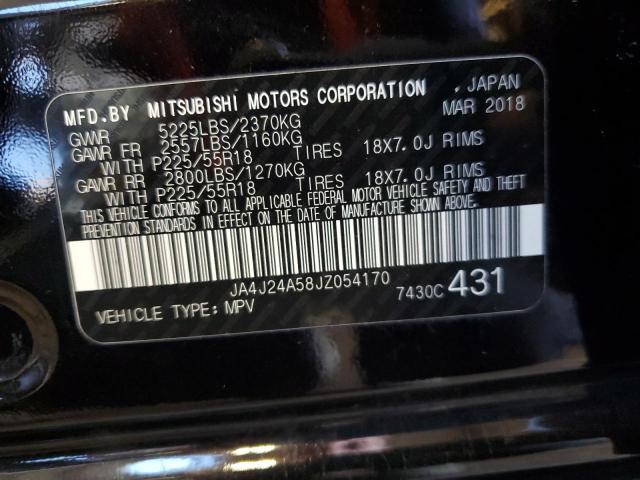 MFD.BY MITSUBISHI MOTORS CORPORATION , JAPAN
MAR 2018
GVWR 5225LBS/2370KG
GAWR FR 2557LBS/1160KG
WITH P225/55R18 TIRES 18X7.0J RIMS
GAWR RR 2800LBS/1270KG
WITH P225/55R18 TIRES 18X7.0J RIMS
THIS VEHICLE CONFORMS TO ALL APPLICABLE FEDERAL MOTOR VEHICLE SAFETY AND THEFT
PREVENTION STANDARDS IN EFFECT ON THE DATE OF MANUFACTURE SHOWN ABOVE.
JA4J24A58JZ054170
VEHICLE TYPE: MPV 7430C 431